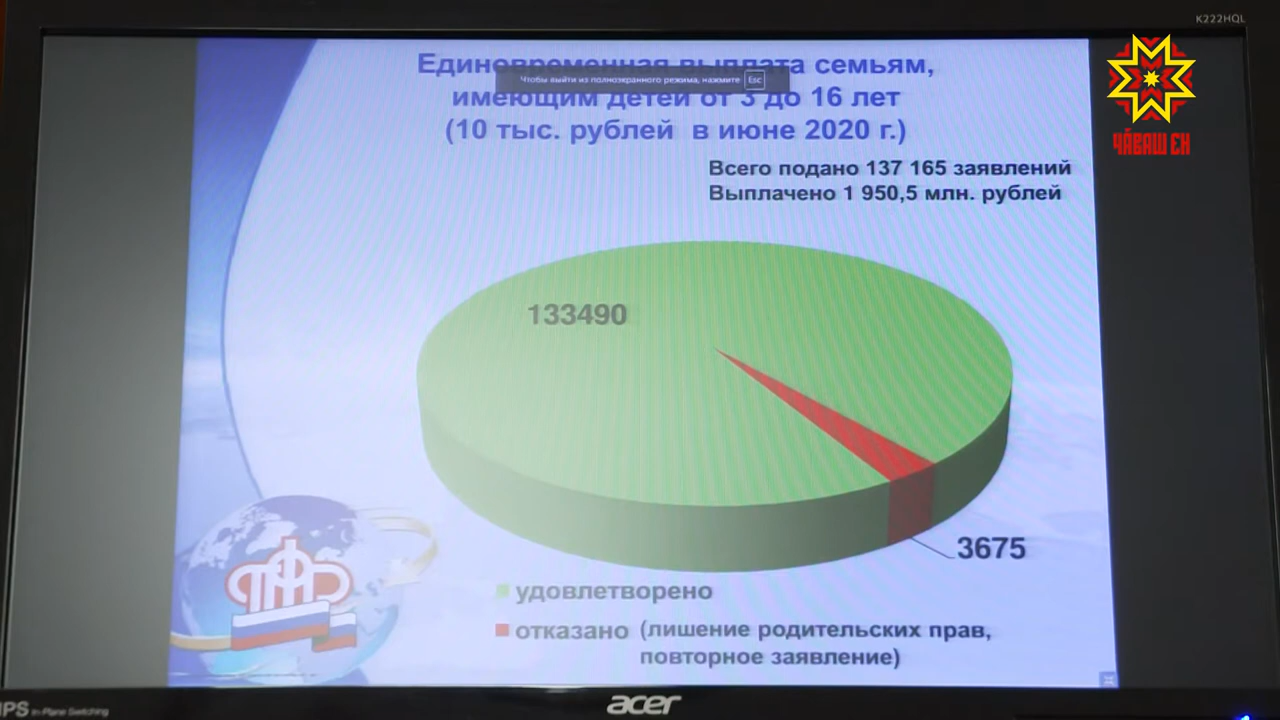 K222HQL
Единовременная выплата семьям,
Чтобы выйти из полноэкранного режима, нажмите Esc
имеющим детей от 3 до 16 лет
(10 тыс. рублей в июне 2020 г.)
ЧӐВАШ ЕН
Всего подано 137 165 заявлений
Выплачено 1 950,5 млн. рублей
133490
3675
удовлетворено
отказано (лишение родительских прав,
повторное заявление)
ПФР
IPS In-Plane Switching
acer